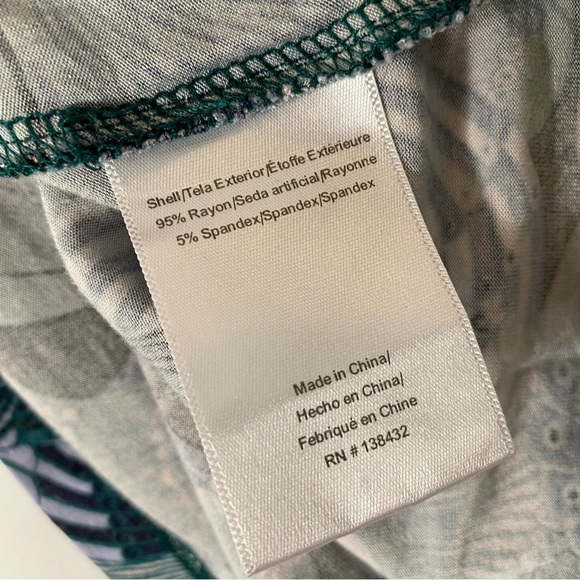 Shell/Tela Exterior/Étoffe Extérieure
95% Rayon/Seda artificial/Rayonne
5% Spandex/Spandex/Spandex
Made in China/
Hecho en China/
Febriqué en Chine
RN # 138432